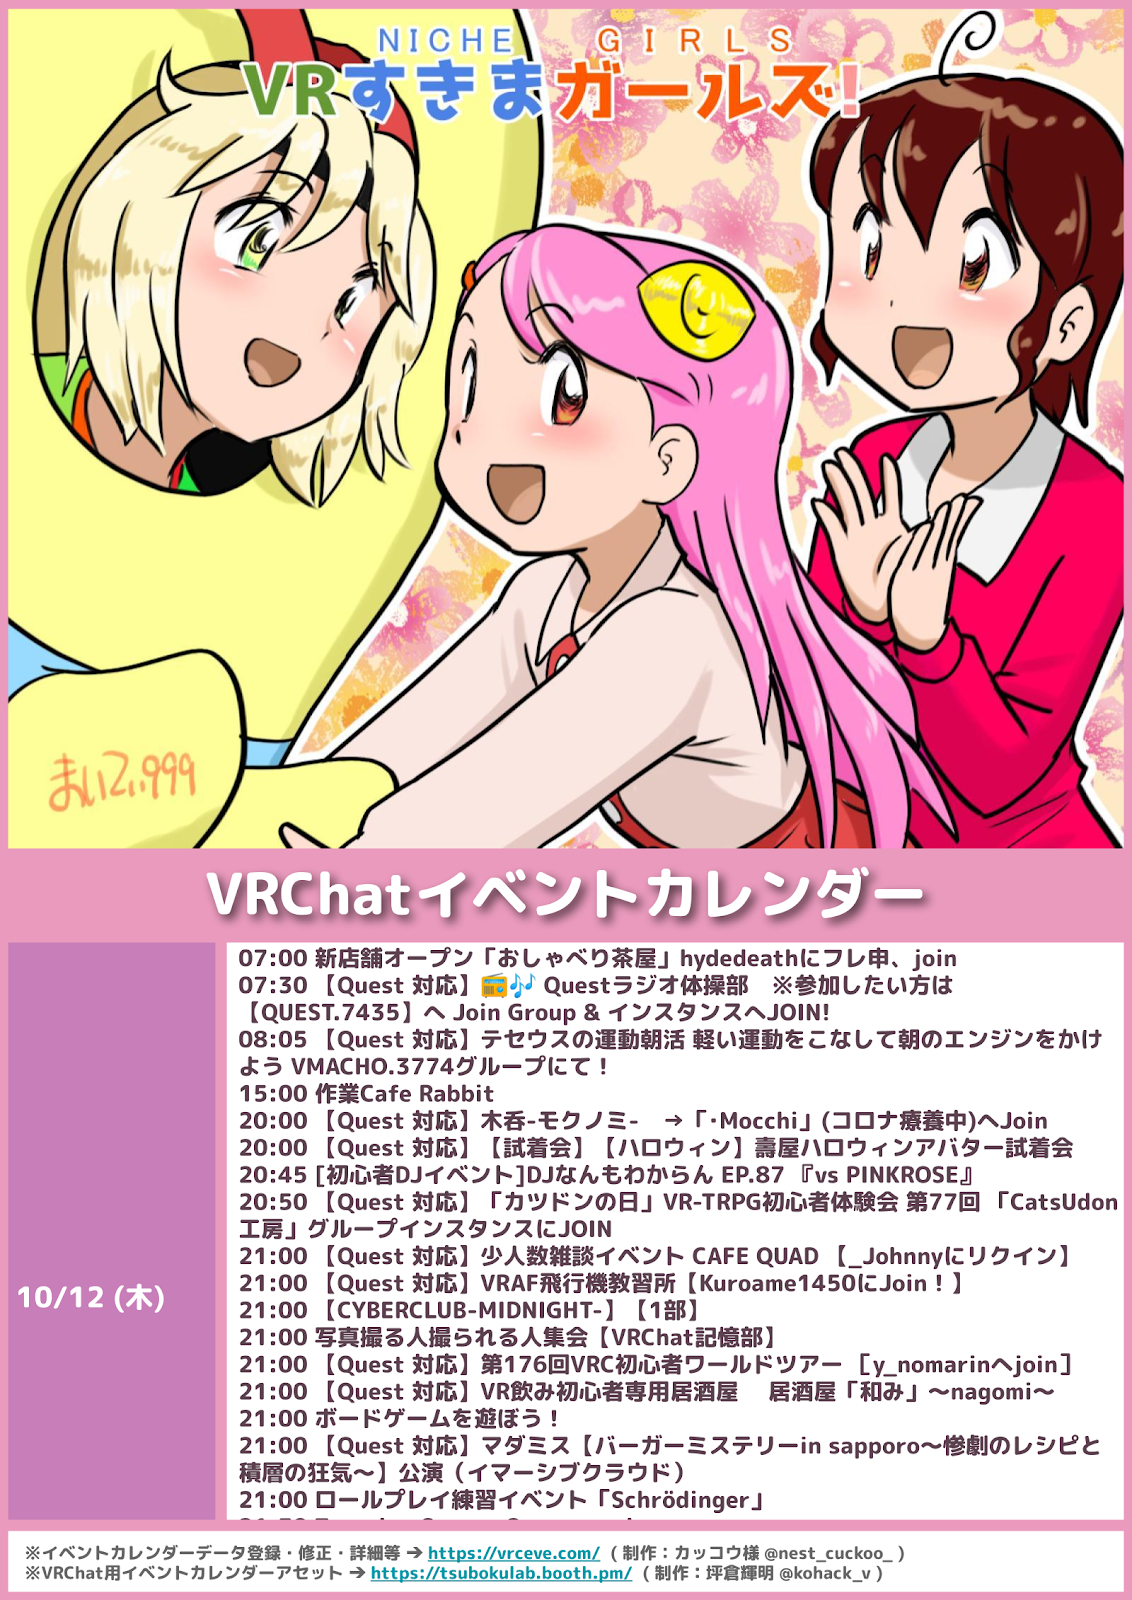 NICHE GIRLS
VRすきまガールズ!
まいてぃ999
VRChatイベントカレンダー
10/12 (木)
07:00 新店舗オープン「おしゃべり茶屋」hydedeathにフレ申、join
07:30 【Quest 対応】📻🎶 Questラジオ体操部　※参加したい方は
【QUEST.7435】へ Join Group & インスタンスへJOIN!
08:05 【Quest 対応】テセウスの運動朝活 軽い運動をこなして朝のエンジンをかけ
よう VMACHO.3774グループにて！
15:00 作業Cafe Rabbit
20:00 【Quest 対応】木呑-モクノミ-　→「･Mocchi」(コロナ療養中)へJoin
20:00 【Quest 対応】【試着会】【ハロウィン】壽屋ハロウィンアバター試着会
20:45 [初心者DJイベント]DJなんもわからん EP.87 『vs PINKROSE』
20:50 【Quest 対応】「カツドンの日」VR-TRPG初心者体験会 第77回 「CatsUdon
工房」グループインスタンスにJOIN
21:00 【Quest 対応】少人数雑談イベント CAFE QUAD 【_Johnnyにリクイン】
21:00 【Quest 対応】VRAF飛行機教習所【Kuroame1450にJoin！】
21:00 【CYBERCLUB-MIDNIGHT-】【1部】
21:00 写真撮る人撮られる人集会【VRChat記憶部】
21:00 【Quest 対応】第176回VRC初心者ワールドツアー ［y_nomarinへjoin］
21:00 【Quest 対応】VR飲み初心者専用居酒屋　 居酒屋「和み」～nagomi～
21:00 ボードゲームを遊ぼう！
21:00 【Quest 対応】マダミス【バーガーミステリーin sapporo～惨劇のレシピと
積層の狂気～】公演（イマーシブクラウド）
21:00 ロールプレイ練習イベント「Schrödinger」
※イベントカレンダーデータ登録・修正・詳細等 ➔ https://vrceve.com/ （ 制作：カッコウ様 @nest_cuckoo_ ）
※VRChat用イベントカレンダーアセット ➔ https://tsubokulab.booth.pm/ （ 制作：坪倉輝明 @kohack_v ）